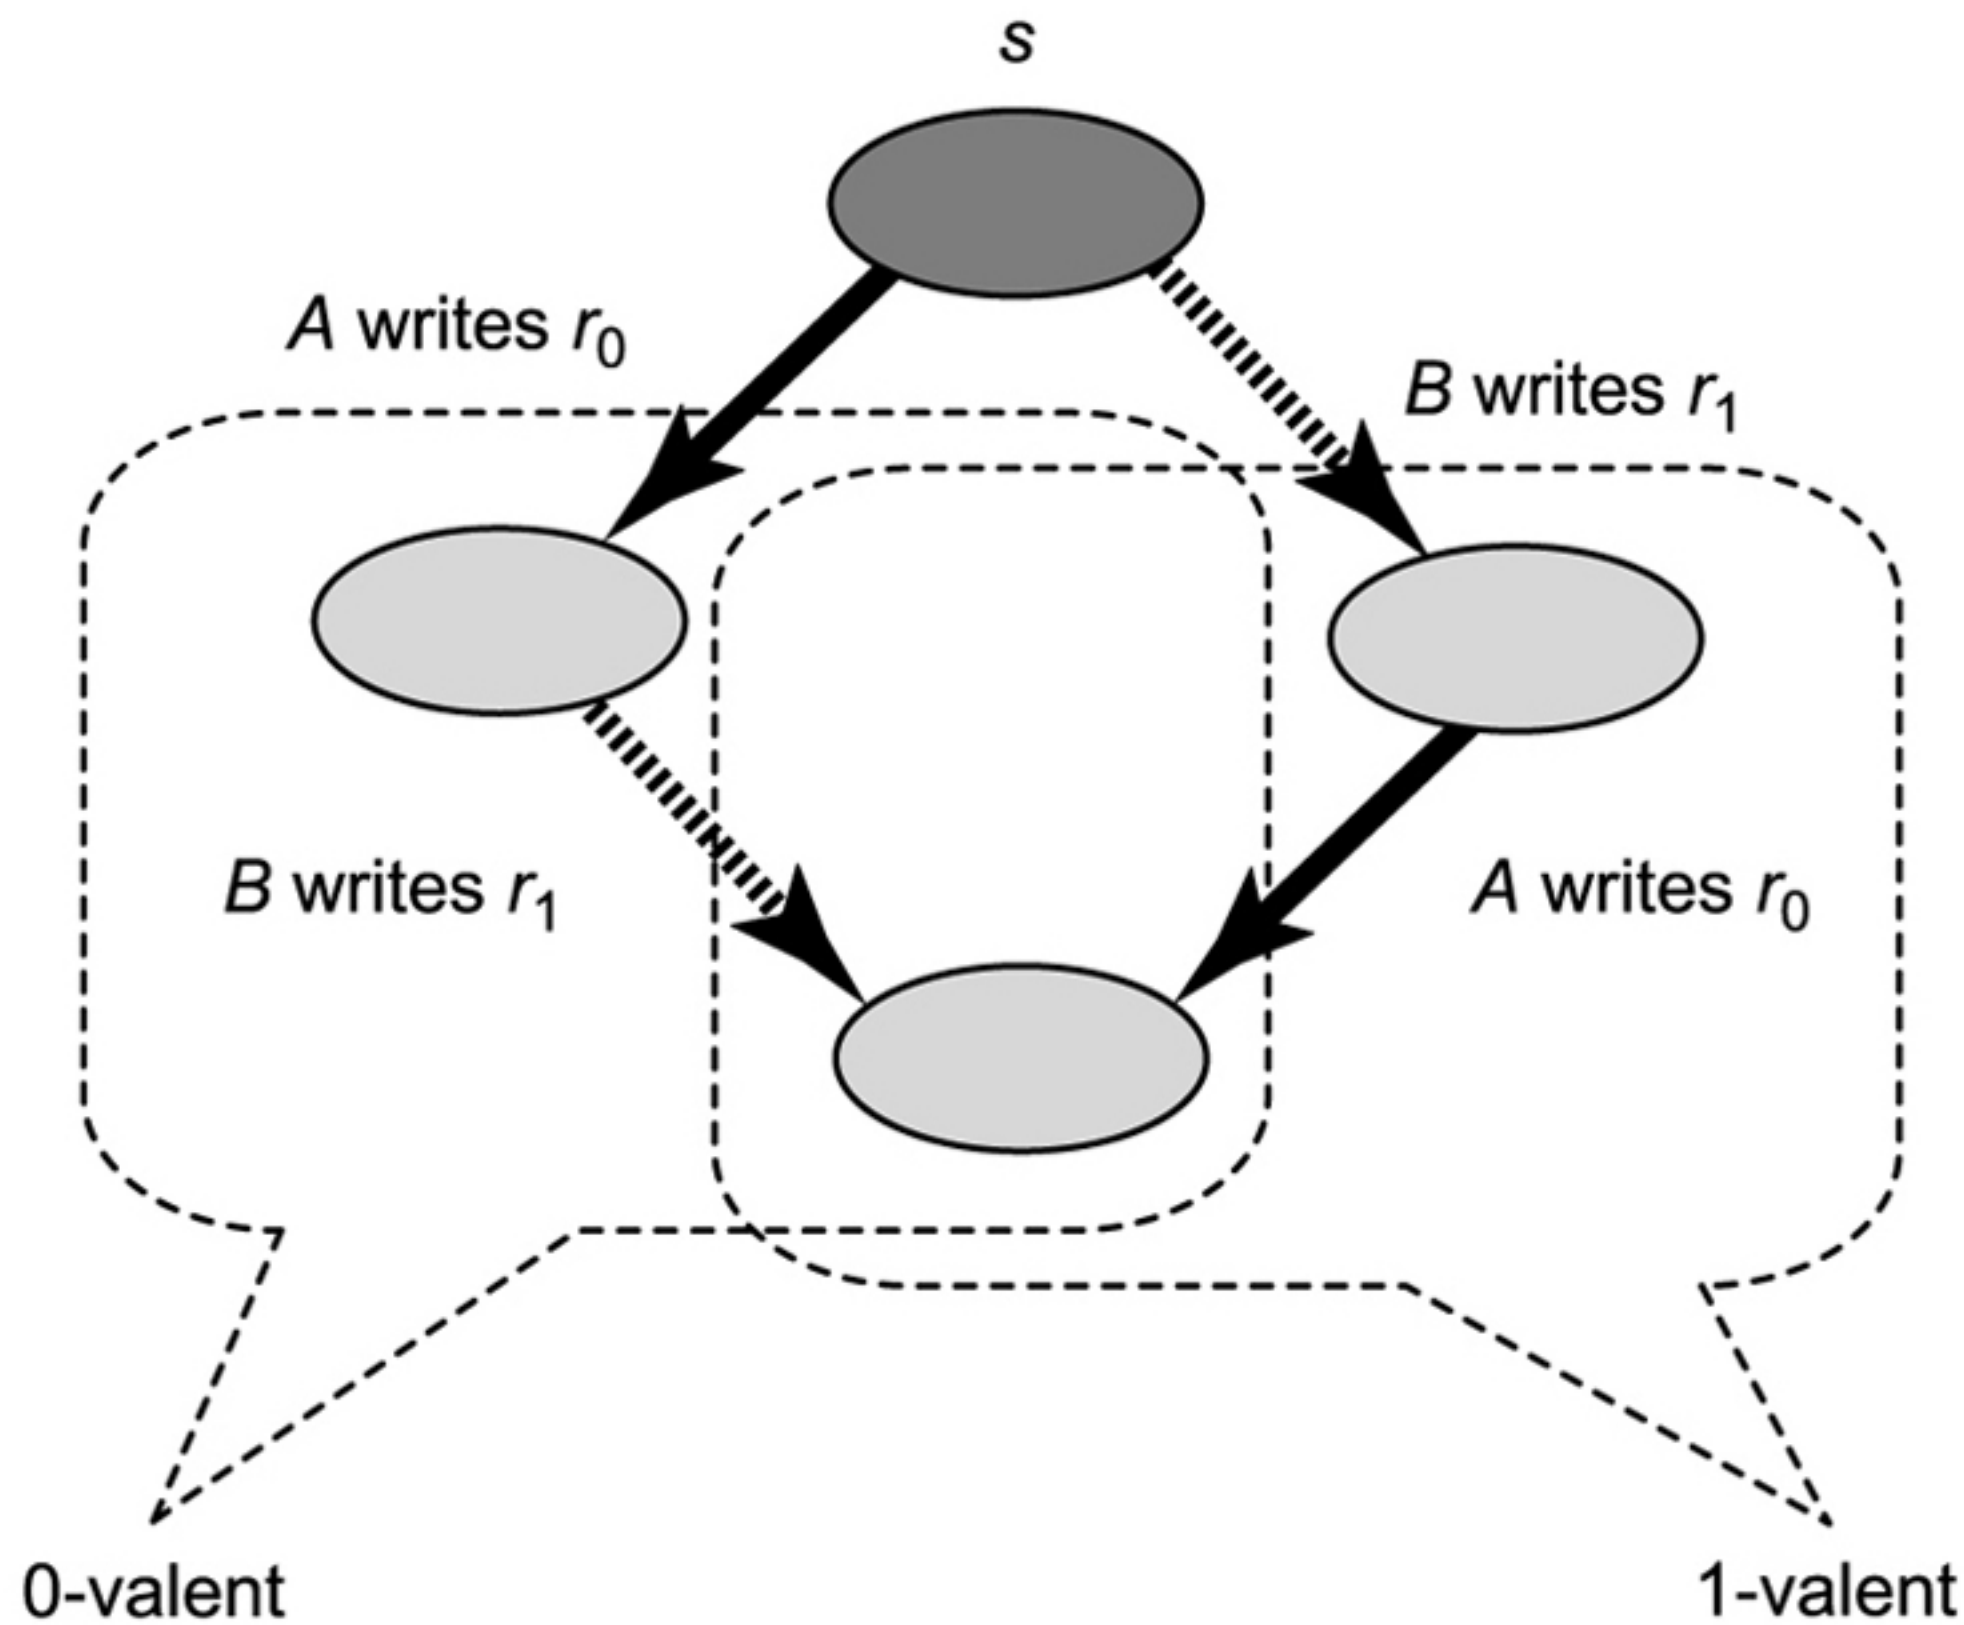 s
A writes r0
B writes r1
B writes r1
A writes r0
0-valent
1-valent